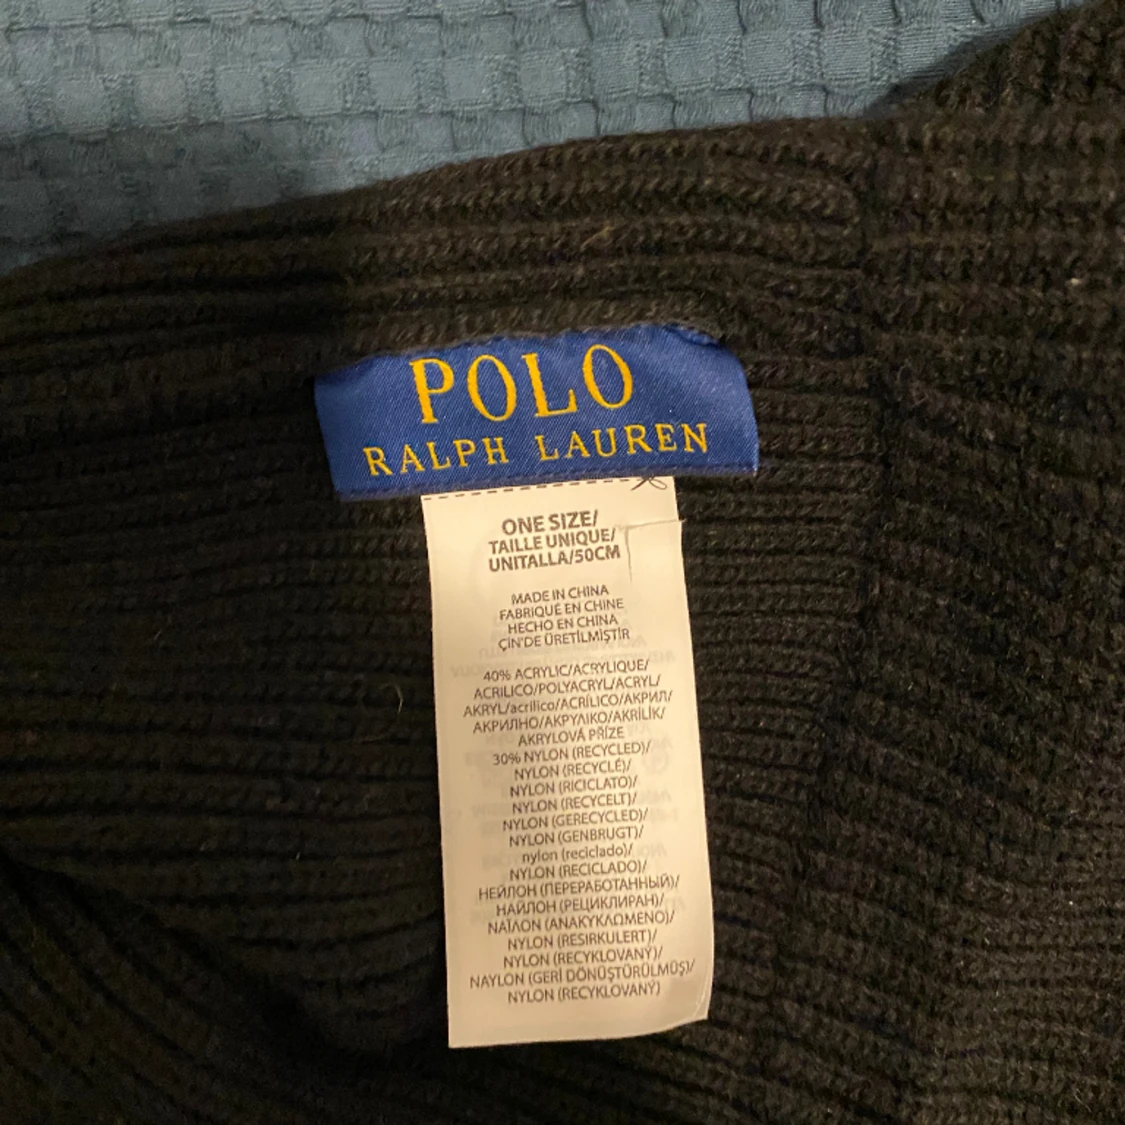 POLO
RALPH LAUREN
ONE SIZE/
TAILLE UNIQUE/
UNITALLA/50CM
MADE IN CHINA
FABRIQUÉ EN CHINE
HECHO EN CHINA
ÇİN'DE ÜRETİLMİŞTİR
40% ACRYLIC/ACRYLIQUE/
ACRILICO/POLYACRYL/ACRYL/
AKRYL/acrílico/ACRÍLICO/АКРИЛ/
АКРИЛНО/ΑΚΡΥΛΙΚΟ/AKRİLİK/
AKRYLOVÁ PŘÍZE
30% NYLON (RECYCLED)/
NYLON (RECYCLÉ)/
NYLON (RICICLATO)/
NYLON (RECYCELT)/
NYLON (GERECYCLED)/
NYLON (GENBRUGT)/
nylon (reciclado)/
NYLON (RECICLADO)/
НЕЙЛОН (ПЕРЕРАБОТАННЫЙ)/
НАЙЛОН (РЕЦИКЛИРАН)/
ΝΑΪΛΟΝ (ΑΝΑΚΥΚΛΩΜΕΝΟ)/
NYLON (RESIRKULERT)/
NYLON (RECYKLOVANÝ)/
NAYLON (GERİ DÖNÜŞTÜRÜLMÜŞ)/
NYLON (RECYKLOVANÝ)